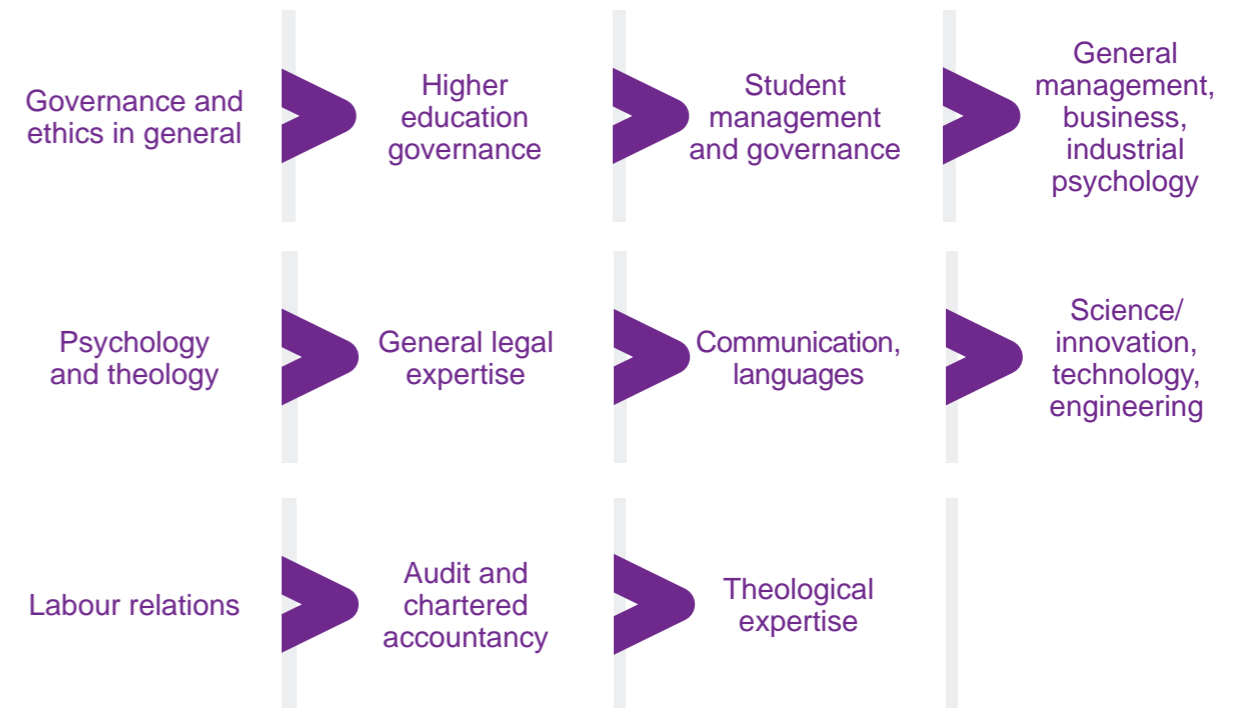 Governance and
ethics in general
Higher
education
governance
Student
management
and governance
General
management,
business,
industrial
psychology
Psychology
and theology
General legal
expertise
Communication,
languages
Science/
innovation,
technology,
engineering
Labour relations
Audit and
chartered
accountancy
Theological
expertise